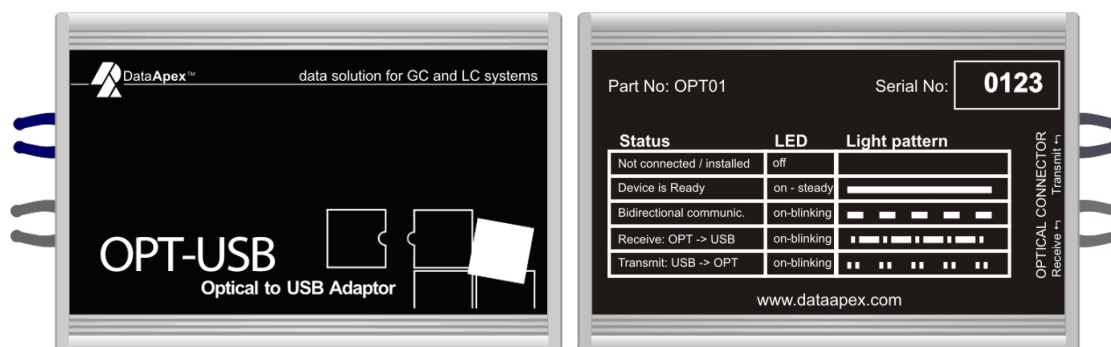 DataApex™ data solution for GC and LC systems
OPT-USB
Optical to USB Adaptor
Part No: OPT01 Serial No: 0123
Status LED Light pattern
Not connected / installed off
Device is Ready on - steady
Bidirectional communic. on-blinking
Receive: OPT -> USB on-blinking
Transmit: USB -> OPT on-blinking
www.dataapex.com
OPTICAL CONNECTOR
Receive ↰ Transmit ↰